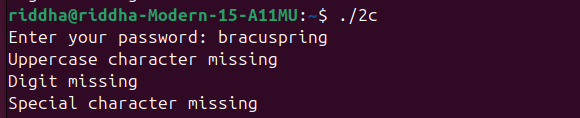 riddha@riddha-Modern-15-A11MU:~$ ./2c
Enter your password: bracuspring
Uppercase character missing
Digit missing
Special character missing